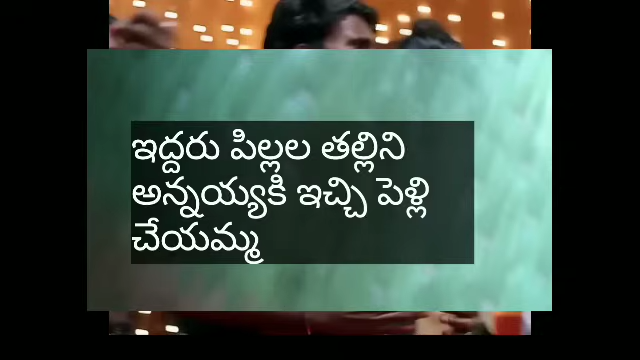 ఇద్దరు పిల్లల తల్లిని
అన్నయ్యకి ఇచ్చి పెళ్లి
చేయమ్మ